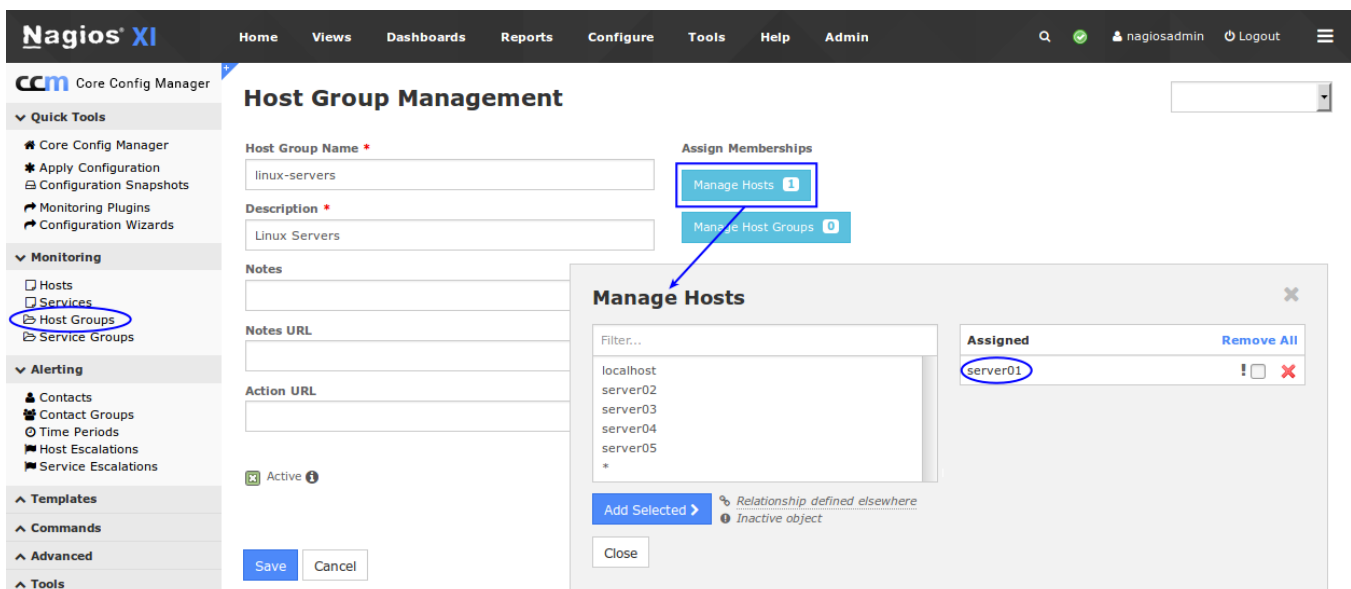 Nagios® XI
Home Views Dashboards Reports Configure Tools Help Admin nagiosadmin Logout
ccm Core Config Manager
Quick Tools
Core Config Manager
Apply Configuration
Configuration Snapshots
Monitoring Plugins
Configuration Wizards
Monitoring
Hosts
Services
Host Groups
Service Groups
Alerting
Contacts
Contact Groups
Time Periods
Host Escalations
Service Escalations
Templates
Commands
Advanced
Tools
Host Group Management
Host Group Name *
linux-servers
Description *
Linux Servers
Notes
Notes URL
Action URL
Active
Save Cancel
Assign Memberships
Manage Hosts 1
Manage Host Groups 0
Manage Hosts
Filter...
localhost
server02
server03
server04
server05
*
Add Selected
Relationship defined elsewhere
Inactive object
Close
Assigned Remove All
server01 !